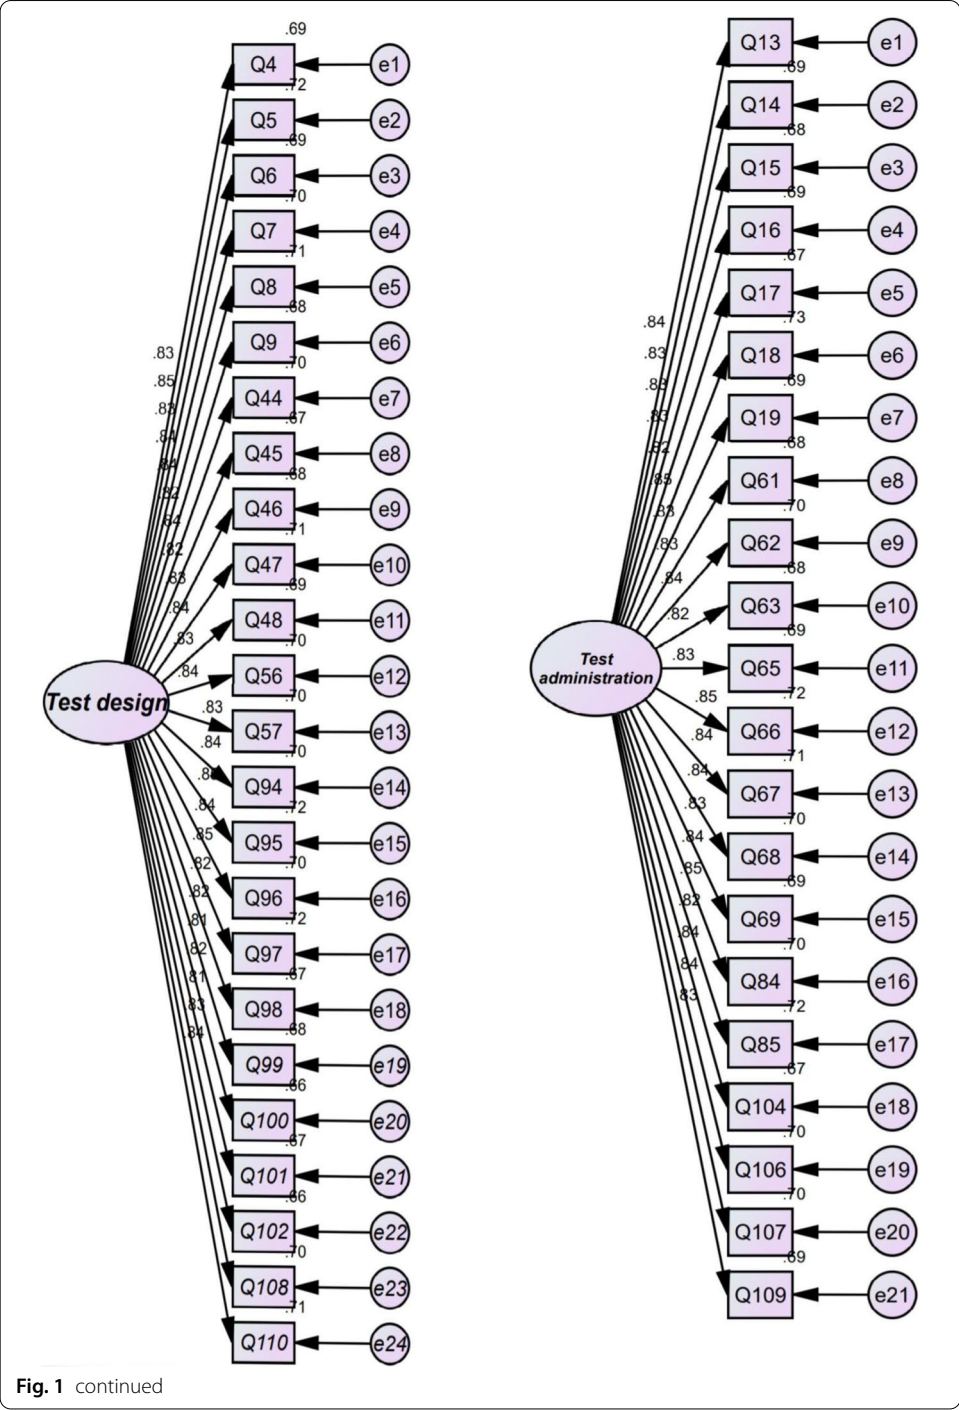 .69
Q4 e1
.72
Q5 e2
.69
Q6 e3
.70
Q7 e4
.71
Q8 e5
.68
Q9 e6
.70
Q44 e7
.67
Q45 e8
.68
Q46 e9
.71
Q47 e10
.69
Q48 e11
.70
Q56 e12
.70
Q57 e13
.70
Q94 e14
.72
Q95 e15
.70
Q96 e16
.72
Q97 e17
.67
Q98 e18
.68
Q99 e19
.66
Q100 e20
.67
Q101 e21
.66
Q102 e22
.70
Q108 e23
.71
Q110 e24
.83
.85
.83
.84
.84
.82
.84
.82
.83
.84
.83
.84
.83
.84
.84
.85
.82
.82
.81
.82
.81
.83
.84
Test design
Q13 e1
.69
Q14 e2
.68
Q15 e3
.69
Q16 e4
.67
Q17 e5
.73
Q18 e6
.69
Q19 e7
.68
Q61 e8
.70
Q62 e9
.68
Q63 e10
.69
Q65 e11
.72
Q66 e12
.71
Q67 e13
.70
Q68 e14
.69
Q69 e15
.70
Q84 e16
.72
Q85 e17
.67
Q104 e18
.70
Q106 e19
.70
Q107 e20
.69
Q109 e21
.84
.83
.83
.83
.82
.85
.83
.83
.84
.82
.83
.85
.84
.84
.83
.84
.85
.82
.84
.84
.83
Test
administration
Fig. 1 continued